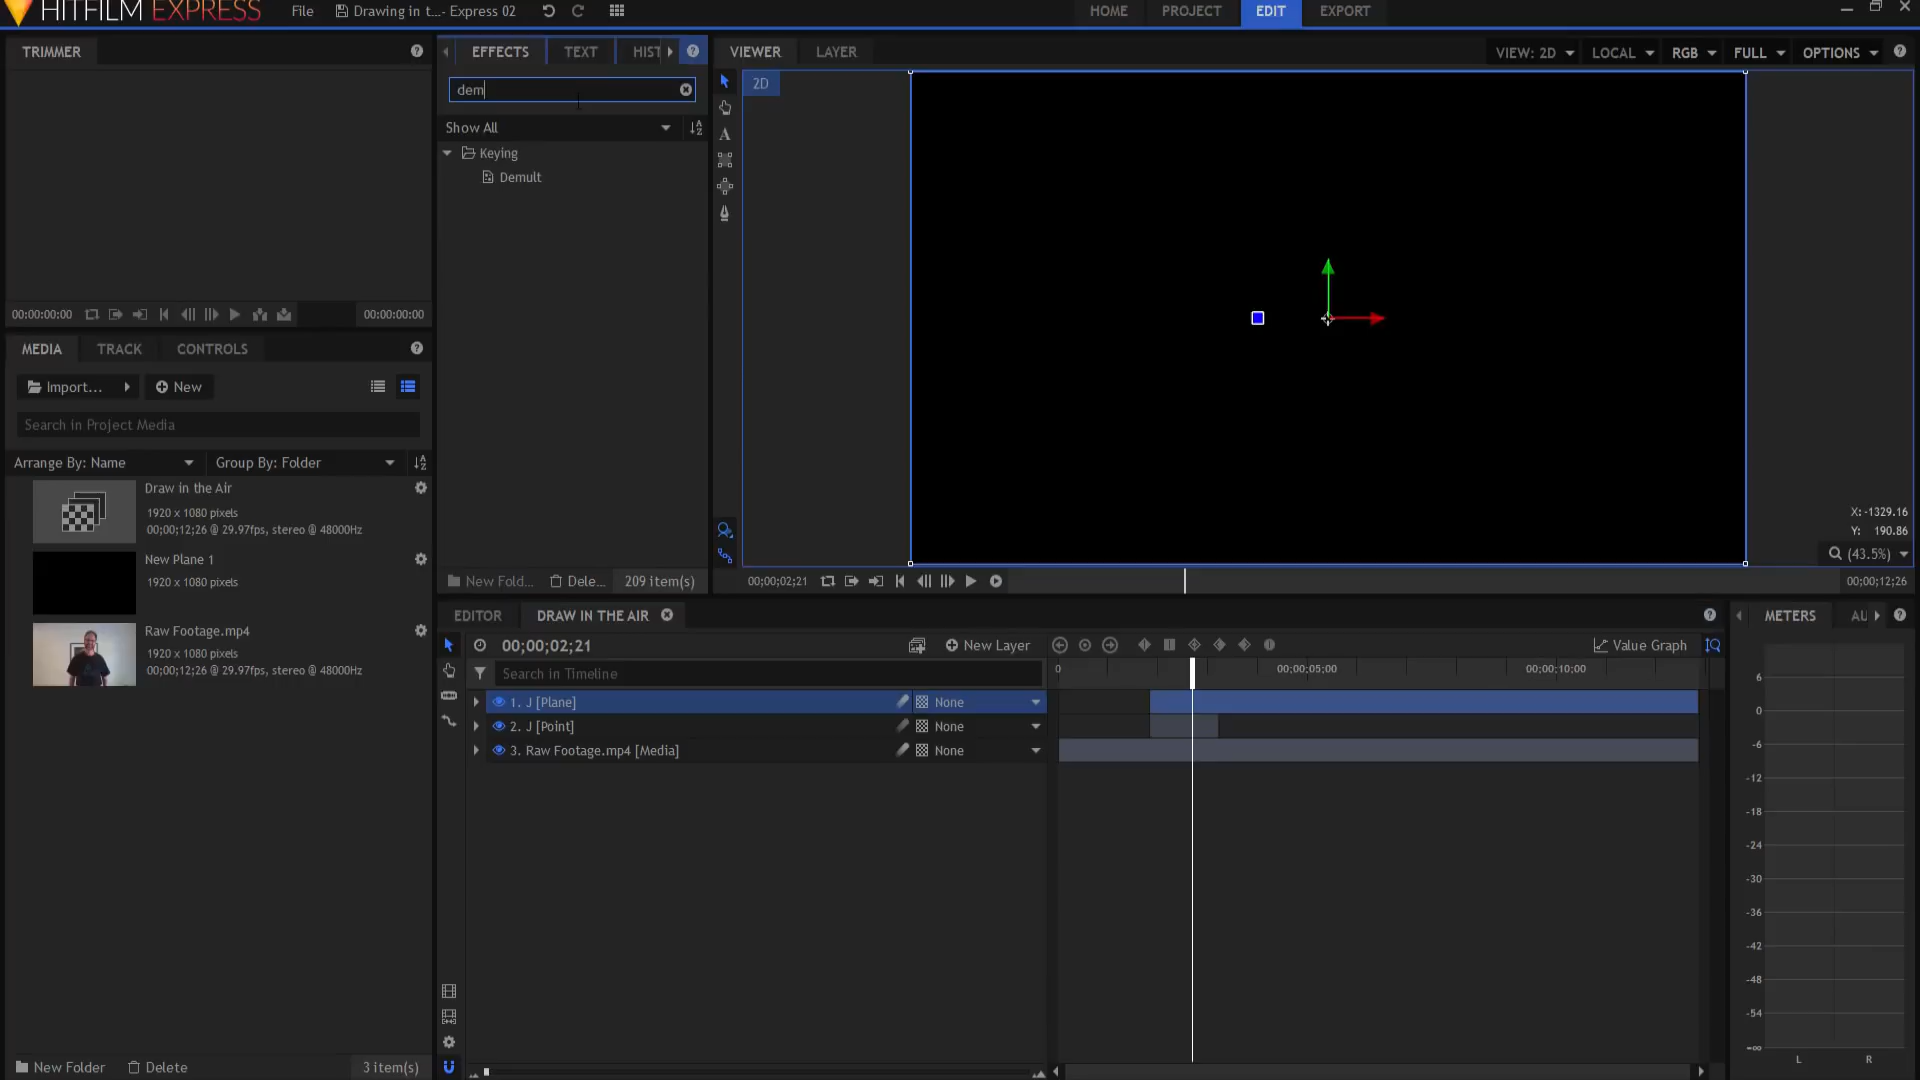 HITFILM EXPRESS
File
Drawing in t...- Express 02
HOME
PROJECT
EDIT
EXPORT
TRIMMER
EFFECTS
TEXT
HIST
VIEWER
LAYER
VIEW: 2D
LOCAL
RGB
FULL
OPTIONS
dem
2D
Show All
Keying
Demult
00:00:00:00
00:00:00:00
MEDIA
TRACK
CONTROLS
Import...
New
Search in Project Media
Arrange By: Name
Group By: Folder
Draw in the Air
1920 x 1080 pixels
00;00;12;26 @ 29.97fps, stereo @ 48000Hz
New Plane 1
1920 x 1080 pixels
Raw Footage.mp4
1920 x 1080 pixels
00;00;12;26 @ 29.97fps, stereo @ 48000Hz
X: -1329.16
Y: 190.86
(43.5%)
New Fold...
Dele...
209 item(s)
00;00;02;21
00;00;12;26
EDITOR
DRAW IN THE AIR
METERS
AU
00;00;02;21
New Layer
Value Graph
Search in Timeline
0
00;00;05;00
00;00;10;00
1. J [Plane]
None
2. J [Point]
None
3. Raw Footage.mp4 [Media]
None
6
0
-6
-12
-18
-24
-30
-36
-42
-48
-54
-∞
L
R
New Folder
Delete
3 item(s)